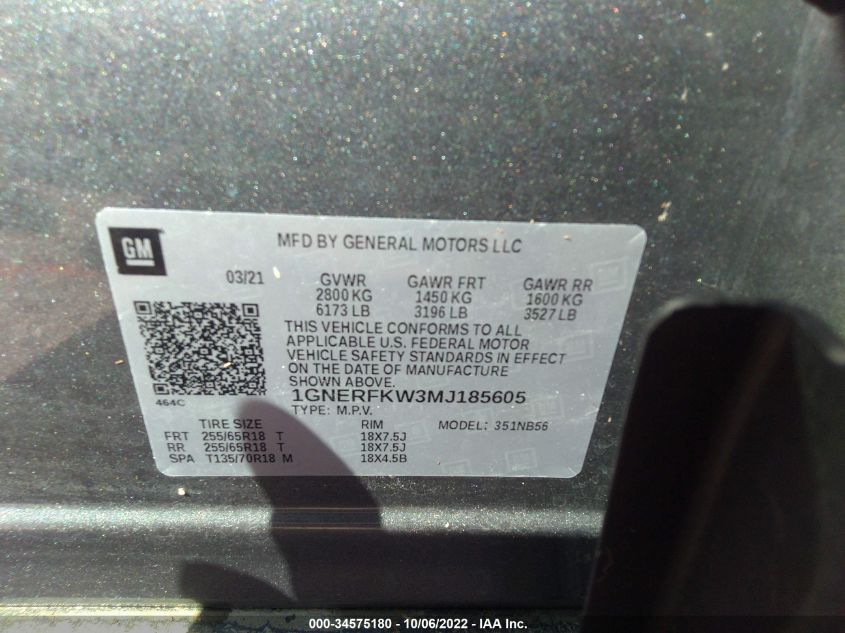 GM
MFD BY GENERAL MOTORS LLC
03/21 GVWR GAWR FRT GAWR RR
2800 KG 1450 KG 1600 KG
6173 LB 3196 LB 3527 LB
THIS VEHICLE CONFORMS TO ALL
APPLICABLE U.S. FEDERAL MOTOR
VEHICLE SAFETY STANDARDS IN EFFECT
ON THE DATE OF MANUFACTURE
SHOWN ABOVE.
464C
1GNERFKW3MJ185605
TYPE: M.P.V. MODEL: 351NB56
TIRE SIZE RIM
FRT 255/65R18 T 18X7.5J
RR 255/65R18 T 18X7.5J
SPA T135/70R18 M 18X4.5B
000-34575180 - 10/06/2022 - IAA Inc.